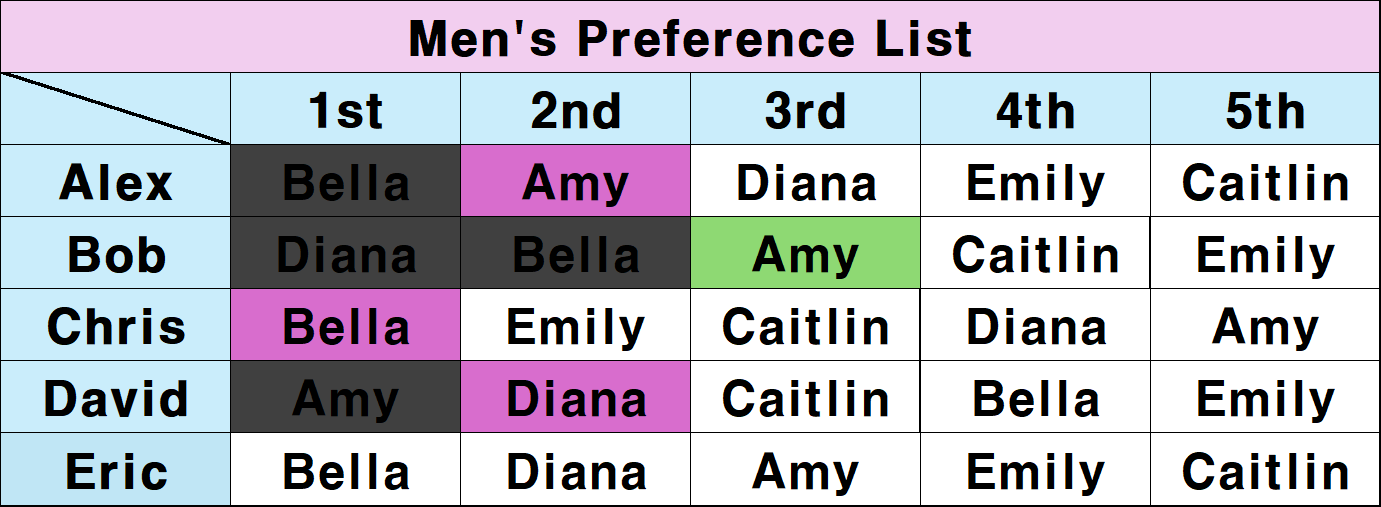 Men's Preference List
1st 2nd 3rd 4th 5th
Alex Bella Amy Diana Emily Caitlin
Bob Diana Bella Amy Caitlin Emily
Chris Bella Emily Caitlin Diana Amy
David Amy Diana Caitlin Bella Emily
Eric Bella Diana Amy Emily Caitlin